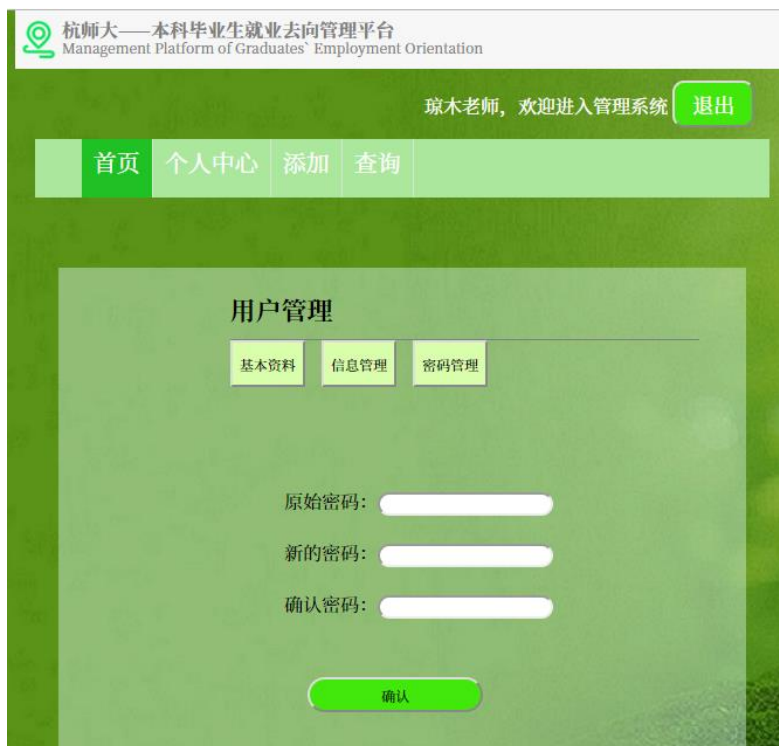 杭师大——本科毕业生就业去向管理平台
Management Platform of Graduates` Employment Orientation
琼木老师，欢迎进入管理系统 退出
首页 个人中心 添加 查询
用户管理
基本资料 信息管理 密码管理
原始密码：
新的密码：
确认密码：
确认